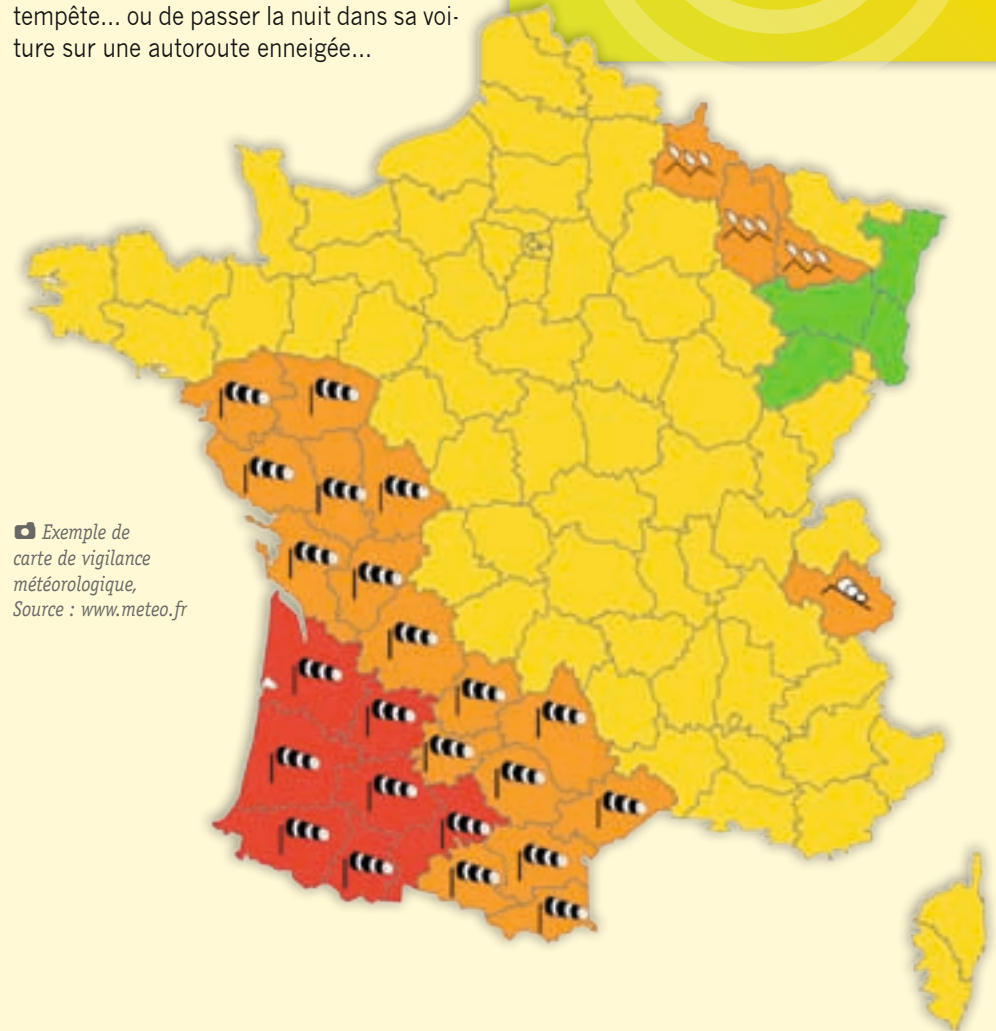 tempête... ou de passer la nuit dans sa voi-
ture sur une autoroute enneigée...
Exemple de
carte de vigilance
météorologique,
Source : www.meteo.fr